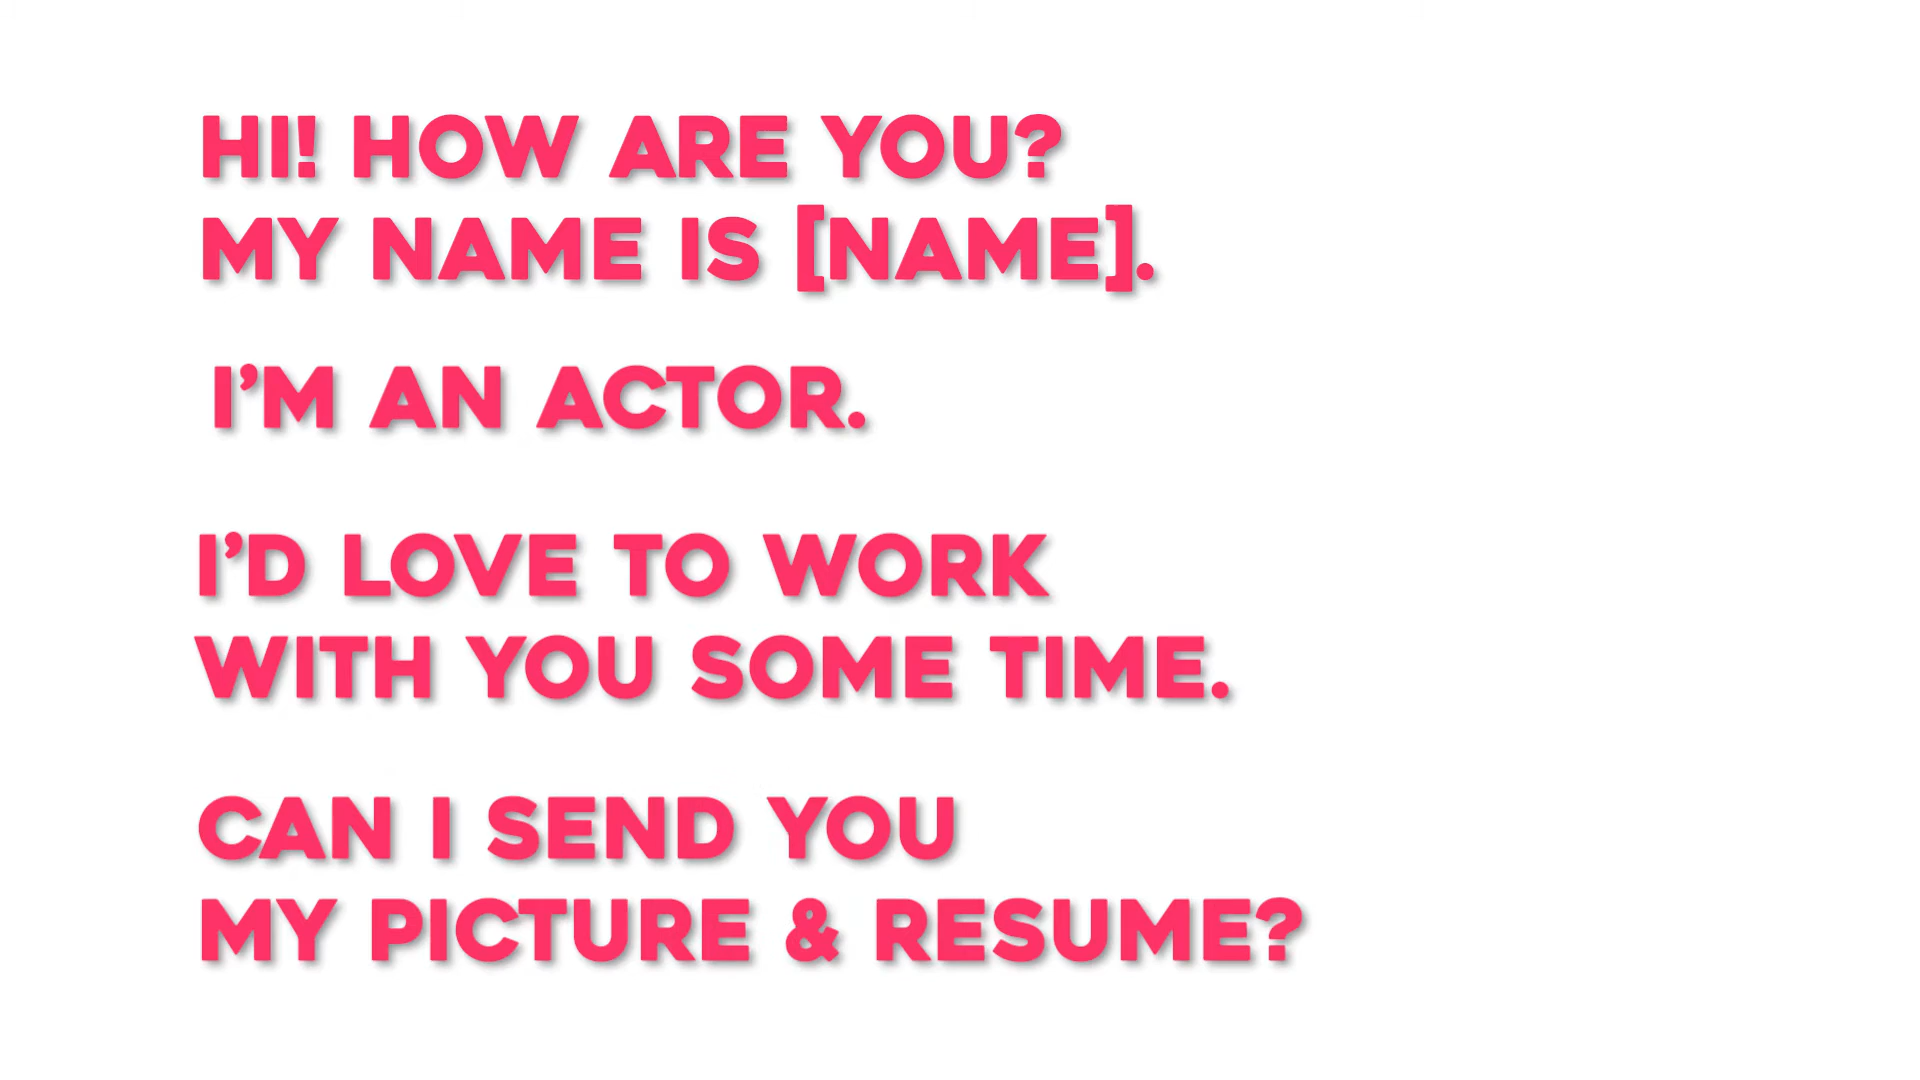 HI! HOW ARE YOU?
MY NAME IS [NAME].
I’M AN ACTOR.
I’D LOVE TO WORK
WITH YOU SOME TIME.
CAN I SEND YOU
MY PICTURE & RESUME?